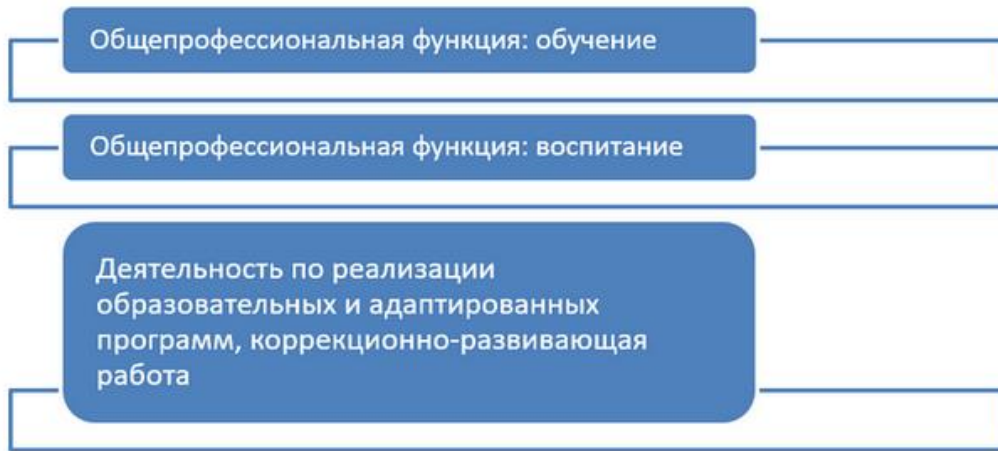 Общепрофессиональная функция: обучение
Общепрофессиональная функция: воспитание
Деятельность по реализации
образовательных и адаптированных
программ, коррекционно-развивающая
работа